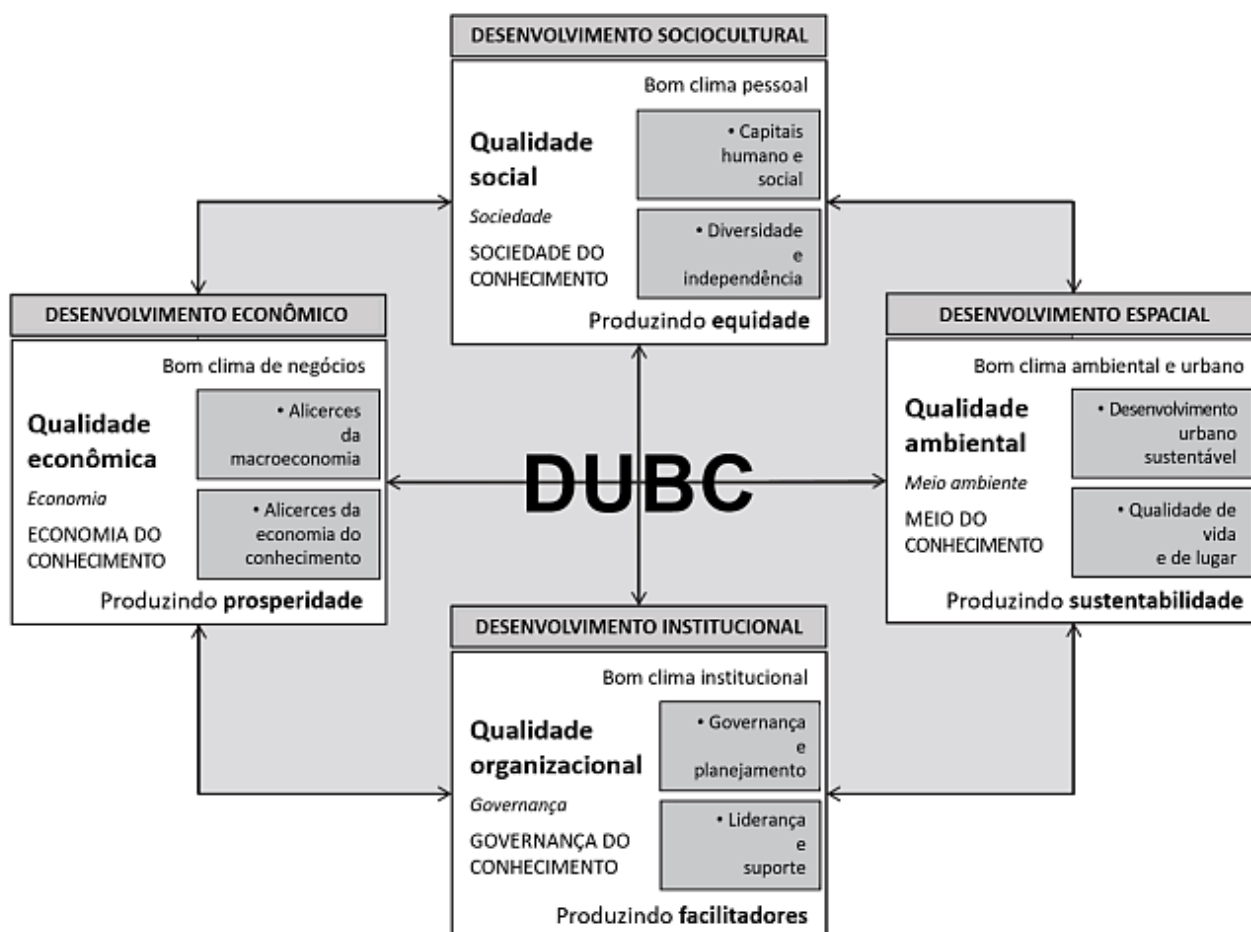 DESENVOLVIMENTO SOCIOCULTURAL
Bom clima pessoal
Qualidade
social
Sociedade
SOCIEDADE DO
CONHECIMENTO
• Capitais
humano e
social
• Diversidade
e
independência
Produzindo equidade
DESENVOLVIMENTO ECONÔMICO
Bom clima de negócios
Qualidade
econômica
Economia
ECONOMIA DO
CONHECIMENTO
• Alicerces
da
macroeconomia
• Alicerces da
economia do
conhecimento
Produzindo prosperidade
DUBC
DESENVOLVIMENTO ESPACIAL
Bom clima ambiental e urbano
Qualidade
ambiental
Meio ambiente
MEIO DO
CONHECIMENTO
• Desenvolvimento
urbano
sustentável
• Qualidade de
vida
e de lugar
Produzindo sustentabilidade
DESENVOLVIMENTO INSTITUCIONAL
Bom clima institucional
Qualidade
organizacional
Governança
GOVERNANÇA DO
CONHECIMENTO
• Governança
e
planejamento
• Liderança
e
suporte
Produzindo facilitadores